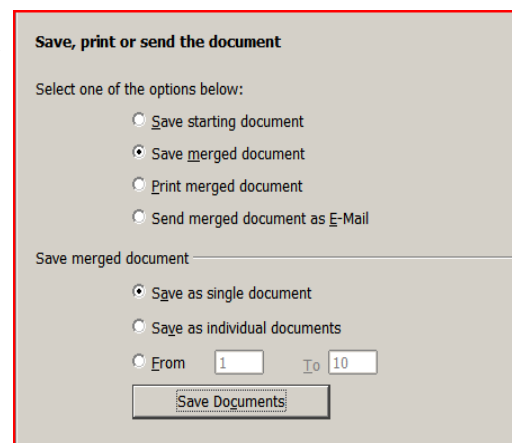 Save, print or send the document
Select one of the options below:
Save starting document
Save merged document
Print merged document
Send merged document as E-Mail
Save merged document
Save as single document
Save as individual documents
From 1 To 10
Save Documents